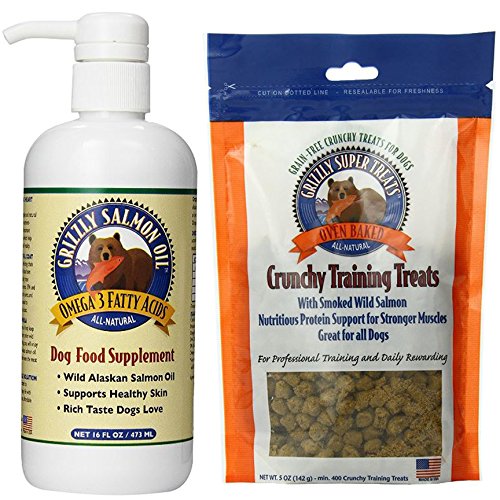 GRIZZLY SALMON OIL
OMEGA 3 FATTY ACIDS
ALL-NATURAL
Dog Food Supplement
• Wild Alaskan Salmon Oil
• Supports Healthy Skin
• Rich Taste Dogs Love
NET 16 FL OZ / 473 ML
CUT ON DOTTED LINE - RESEALABLE FOR FRESHNESS
GRAIN-FREE CRUNCHY TREATS FOR DOGS
GRIZZLY SUPER TREATS
OVEN BAKED
ALL-NATURAL
Crunchy Training Treats
With Smoked Wild Salmon
Nutritious Protein Support for Stronger Muscles
Great for all Dogs
For Professional Training and Daily Rewarding
NET WT. 5 OZ (142 g) - min. 400 Crunchy Training Treats
MADE IN USA